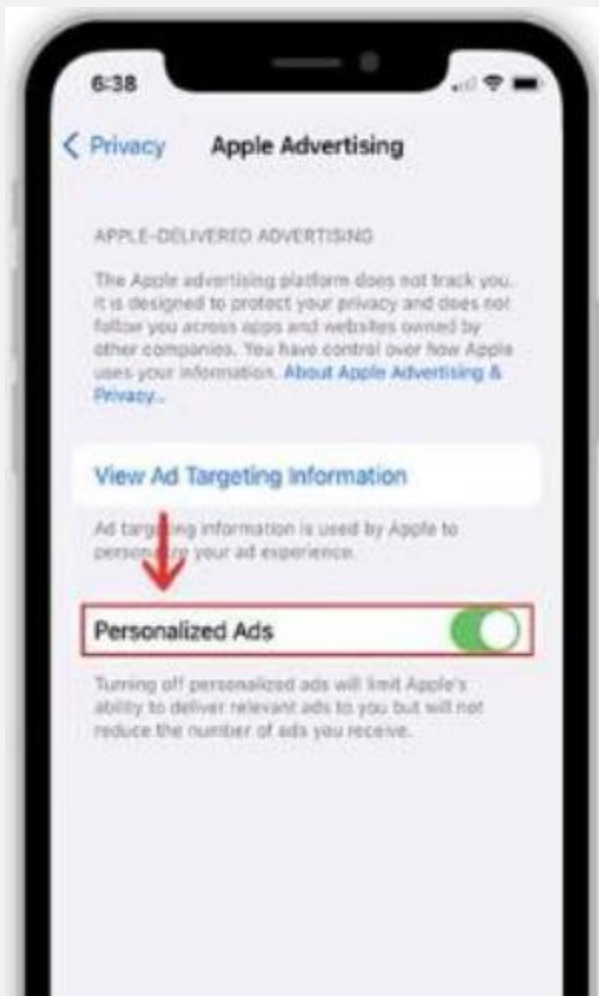 6:38
Privacy Apple Advertising
APPLE-DELIVERED ADVERTISING
The Apple advertising platform does not track you.
It is designed to protect your privacy and does not
follow you across apps and websites owned by
other companies. You have control over how Apple
uses your information. About Apple Advertising &
Privacy...
View Ad Targeting Information
Ad targeting information is used by Apple to
personalize your ad experience.
Personalized Ads
Turning off personalized ads will limit Apple's
ability to deliver relevant ads to you but will not
reduce the number of ads you receive.